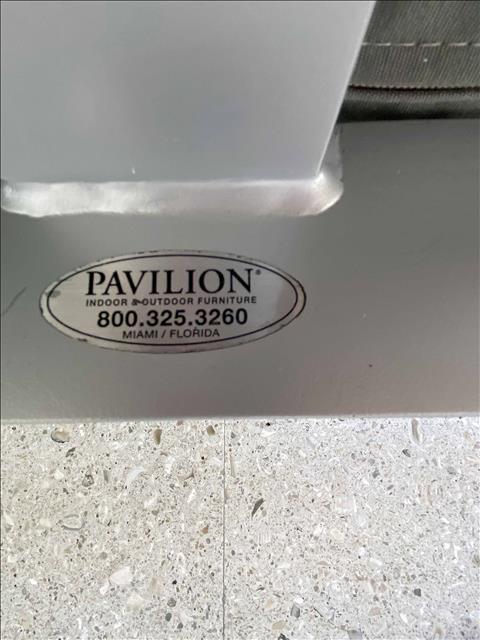 PAVILION®
INDOOR & OUTDOOR FURNITURE
800.325.3260
MIAMI / FLORIDA